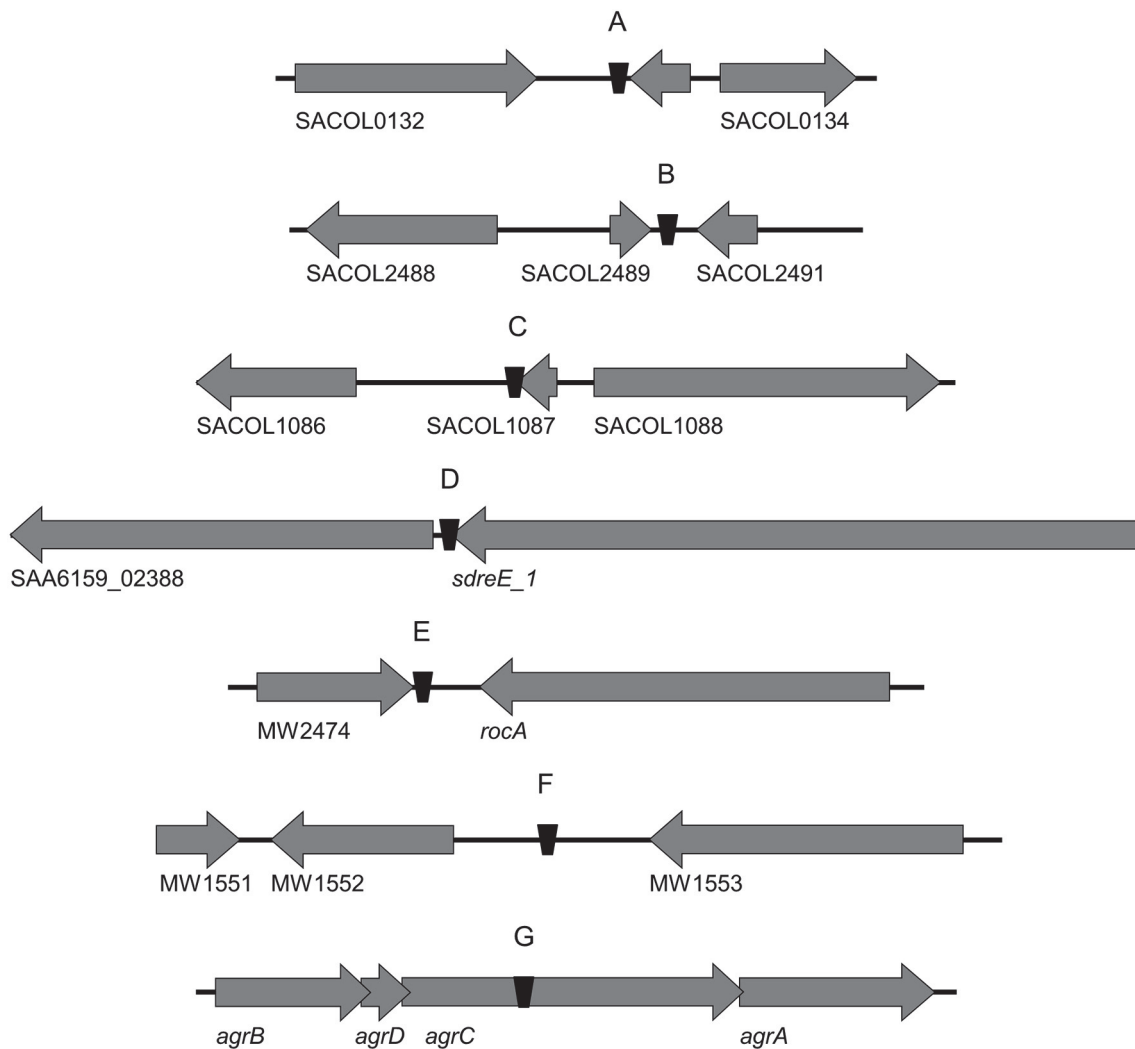 A
SACOL0132 SACOL0134
B
SACOL2488 SACOL2489 SACOL2491
C
SACOL1086 SACOL1087 SACOL1088
D
SAA6159_02388 sdreE_1
E
MW2474 rocA
F
MW1551 MW1552 MW1553
G
agrB agrD agrC agrA